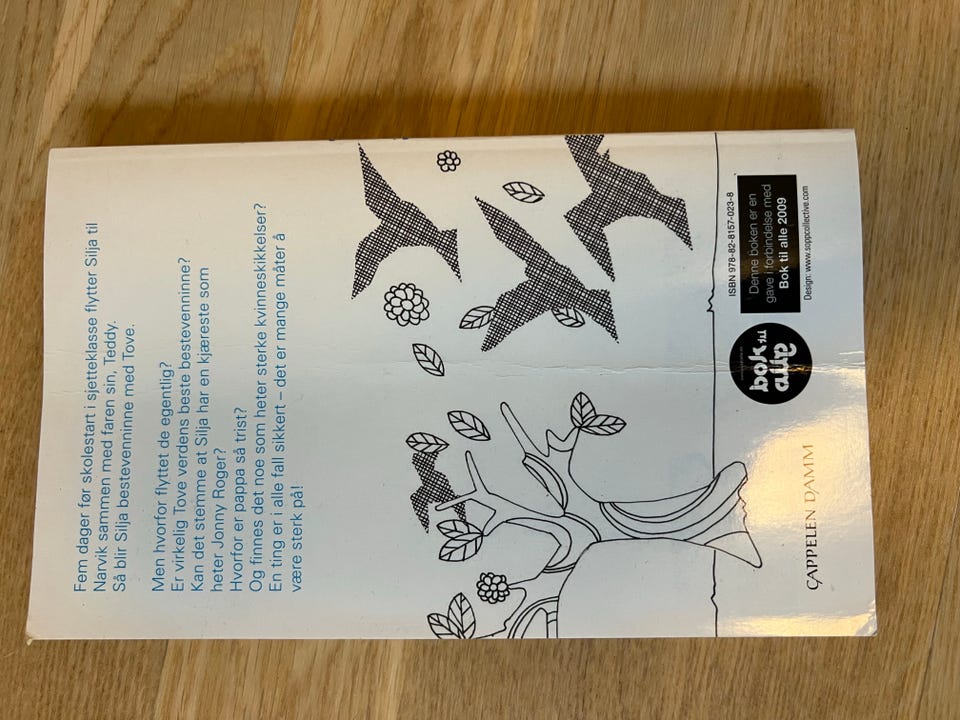 Fem dager før skolestart i sjetteklasse flytter Silja til
Narvik sammen med faren sin, Teddy.
Så blir Silja bestevenninne med Tove.
Men hvorfor flyttet de egentlig?
Er virkelig Tove verdens beste bestevenninne?
Kan det stemme at Silja har en kjæreste som
heter Jonny Roger?
Hvorfor er pappa så trist?
Og finnes det noe som heter sterke kvinneskikkelser?
En ting er i alle fall sikkert – det er mange måter å
være sterk på!
CAPPELEN DAMM
bok til
alle
ISBN 978-82-8157-023-8
Denne boken er en
gave i forbindelse med
Bok til alle 2009
Design: www.soppcollective.com